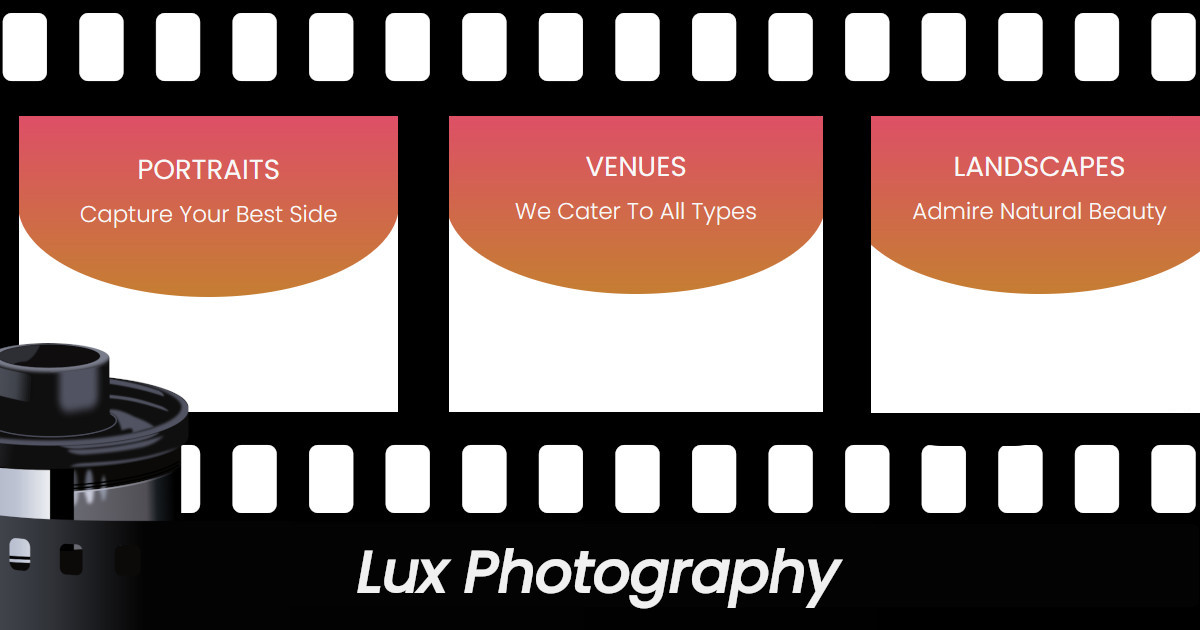 PORTRAITS
Capture Your Best Side
VENUES
We Cater To All Types
LANDSCAPES
Admire Natural Beauty
Lux Photography